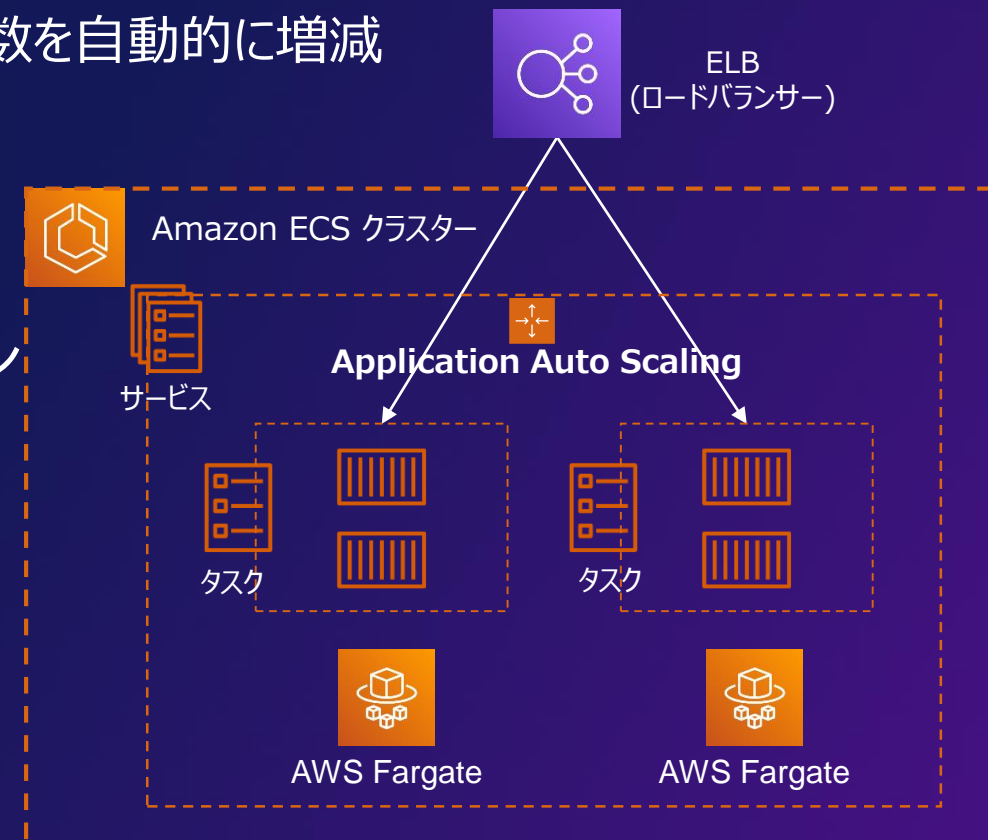 数を自動的に増減
ELB
(ロードバランサー)
Amazon ECS クラスター
Application Auto Scaling
サービス
タスク
タスク
AWS Fargate
AWS Fargate